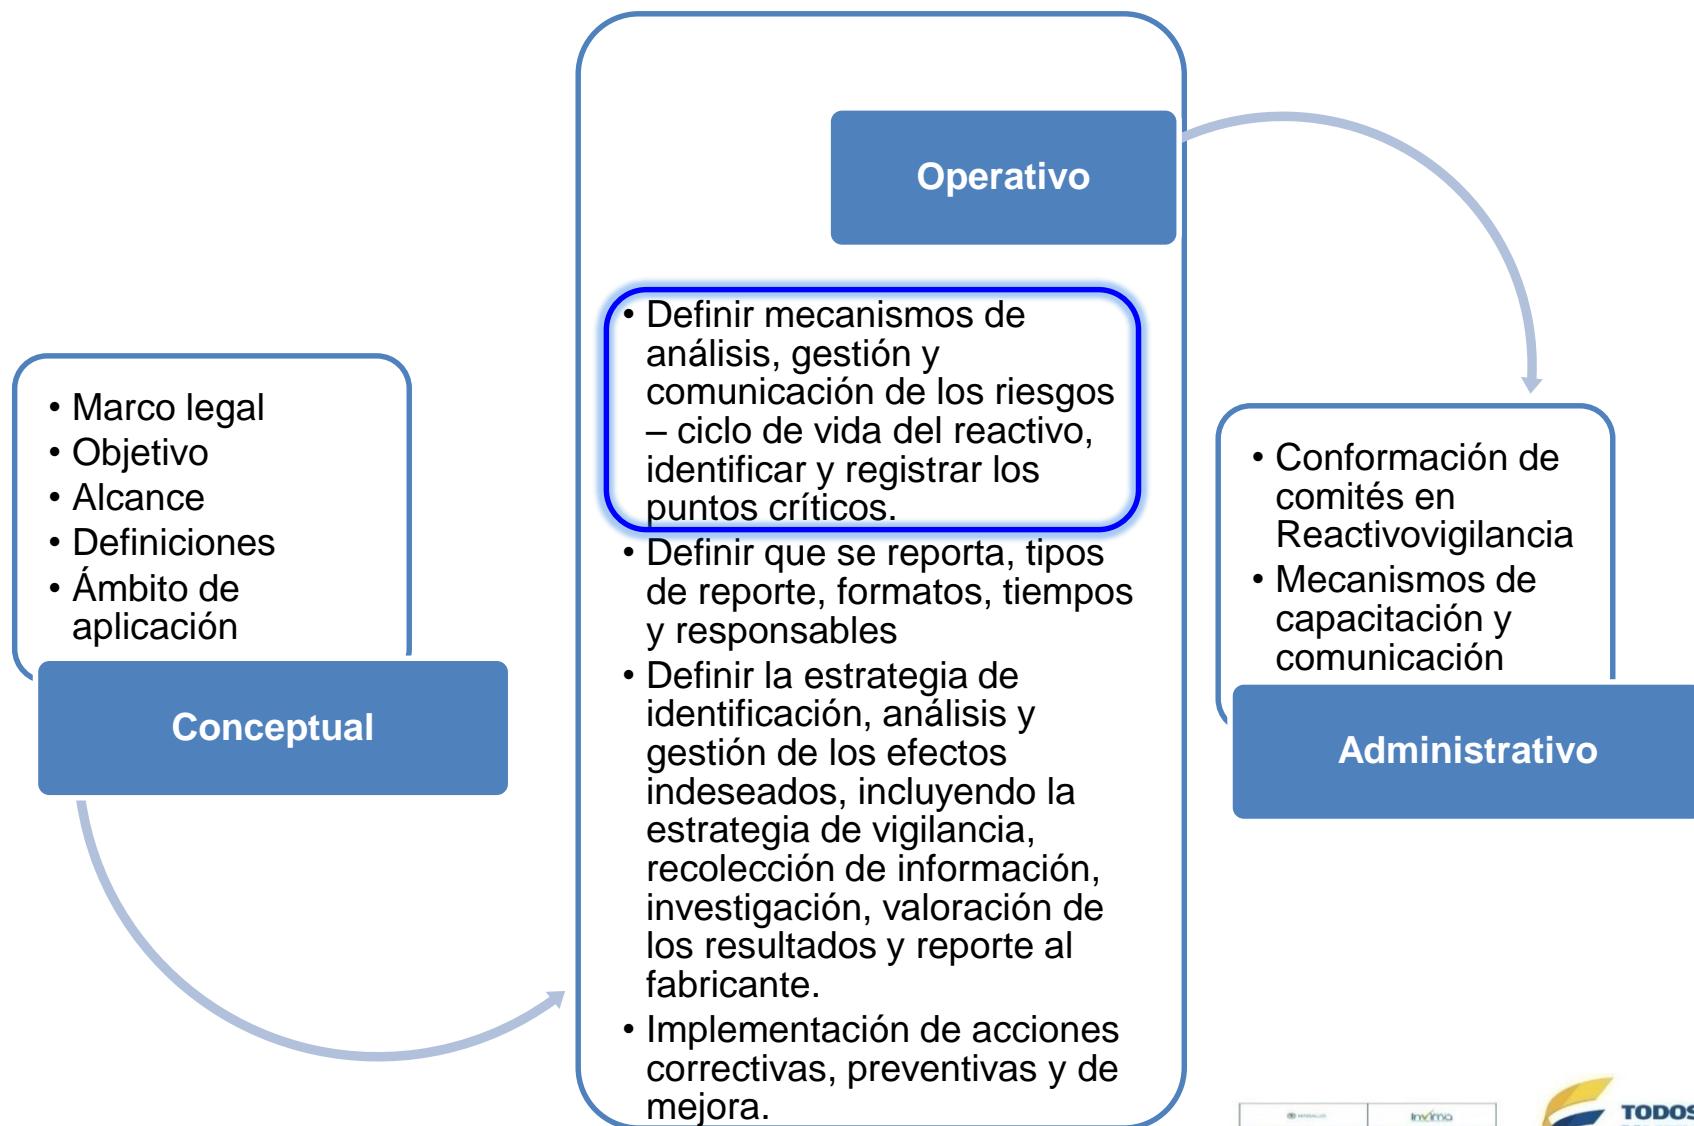 • Marco legal
• Objetivo
• Alcance
• Definiciones
• Ámbito de
aplicación
Conceptual
Operativo
• Definir mecanismos de
análisis, gestión y
comunicación de los riesgos
– ciclo de vida del reactivo,
identificar y registrar los
puntos críticos.
• Definir que se reporta, tipos
de reporte, formatos, tiempos
y responsables
• Definir la estrategia de
identificación, análisis y
gestión de los efectos
indeseados, incluyendo la
estrategia de vigilancia,
recolección de información,
investigación, valoración de
los resultados y reporte al
fabricante.
• Implementación de acciones
correctivas, preventivas y de
mejora.
• Conformación de
comités en
Reactivovigilancia
• Mecanismos de
capacitación y
comunicación
Administrativo
MINSALUD
invima
TODOS